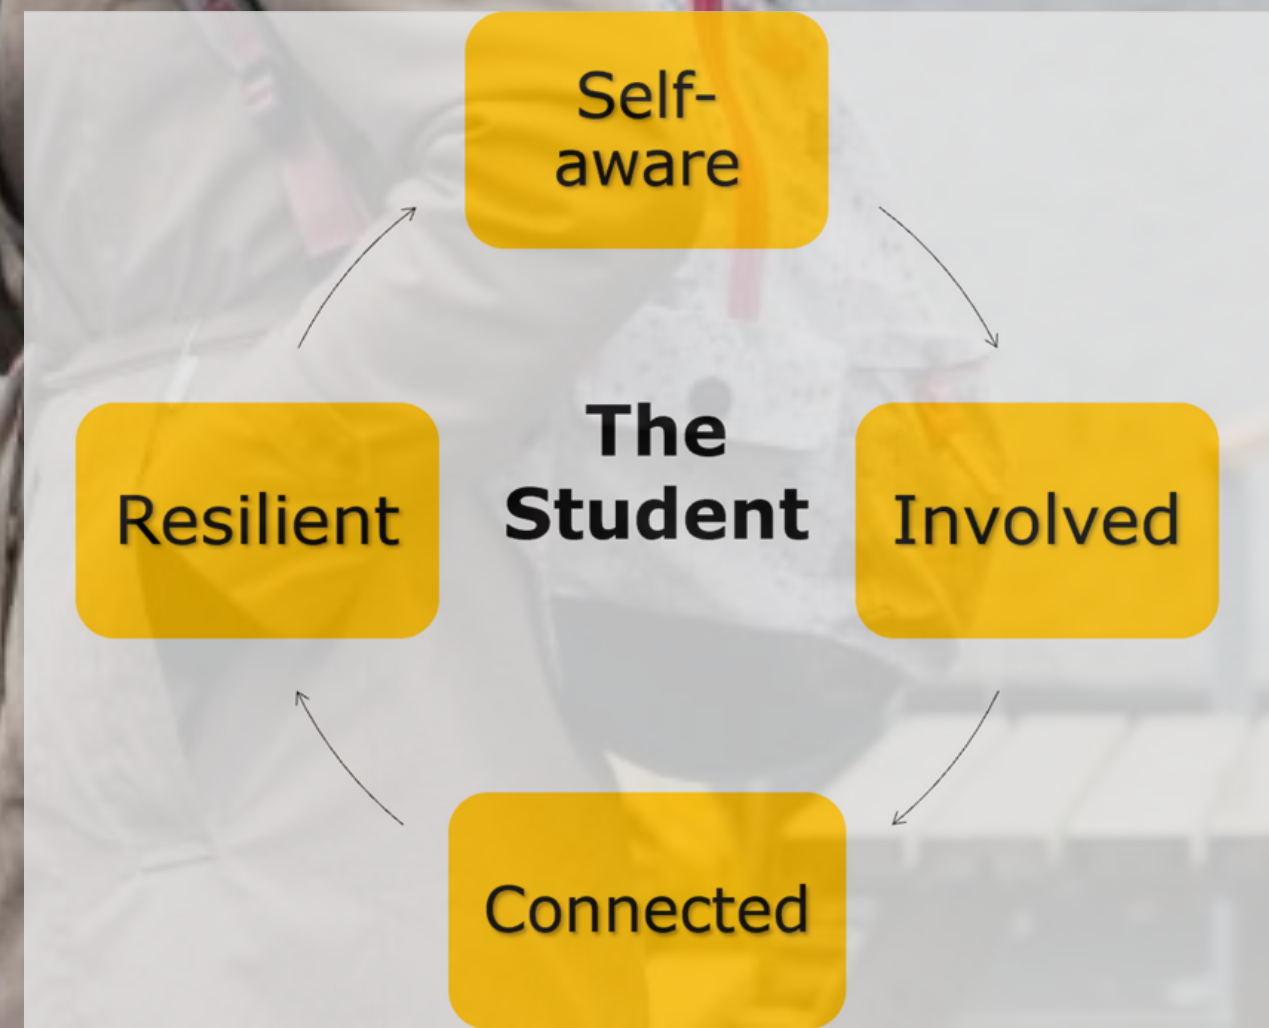 Self-
aware
The
Student
Resilient
Involved
Connected